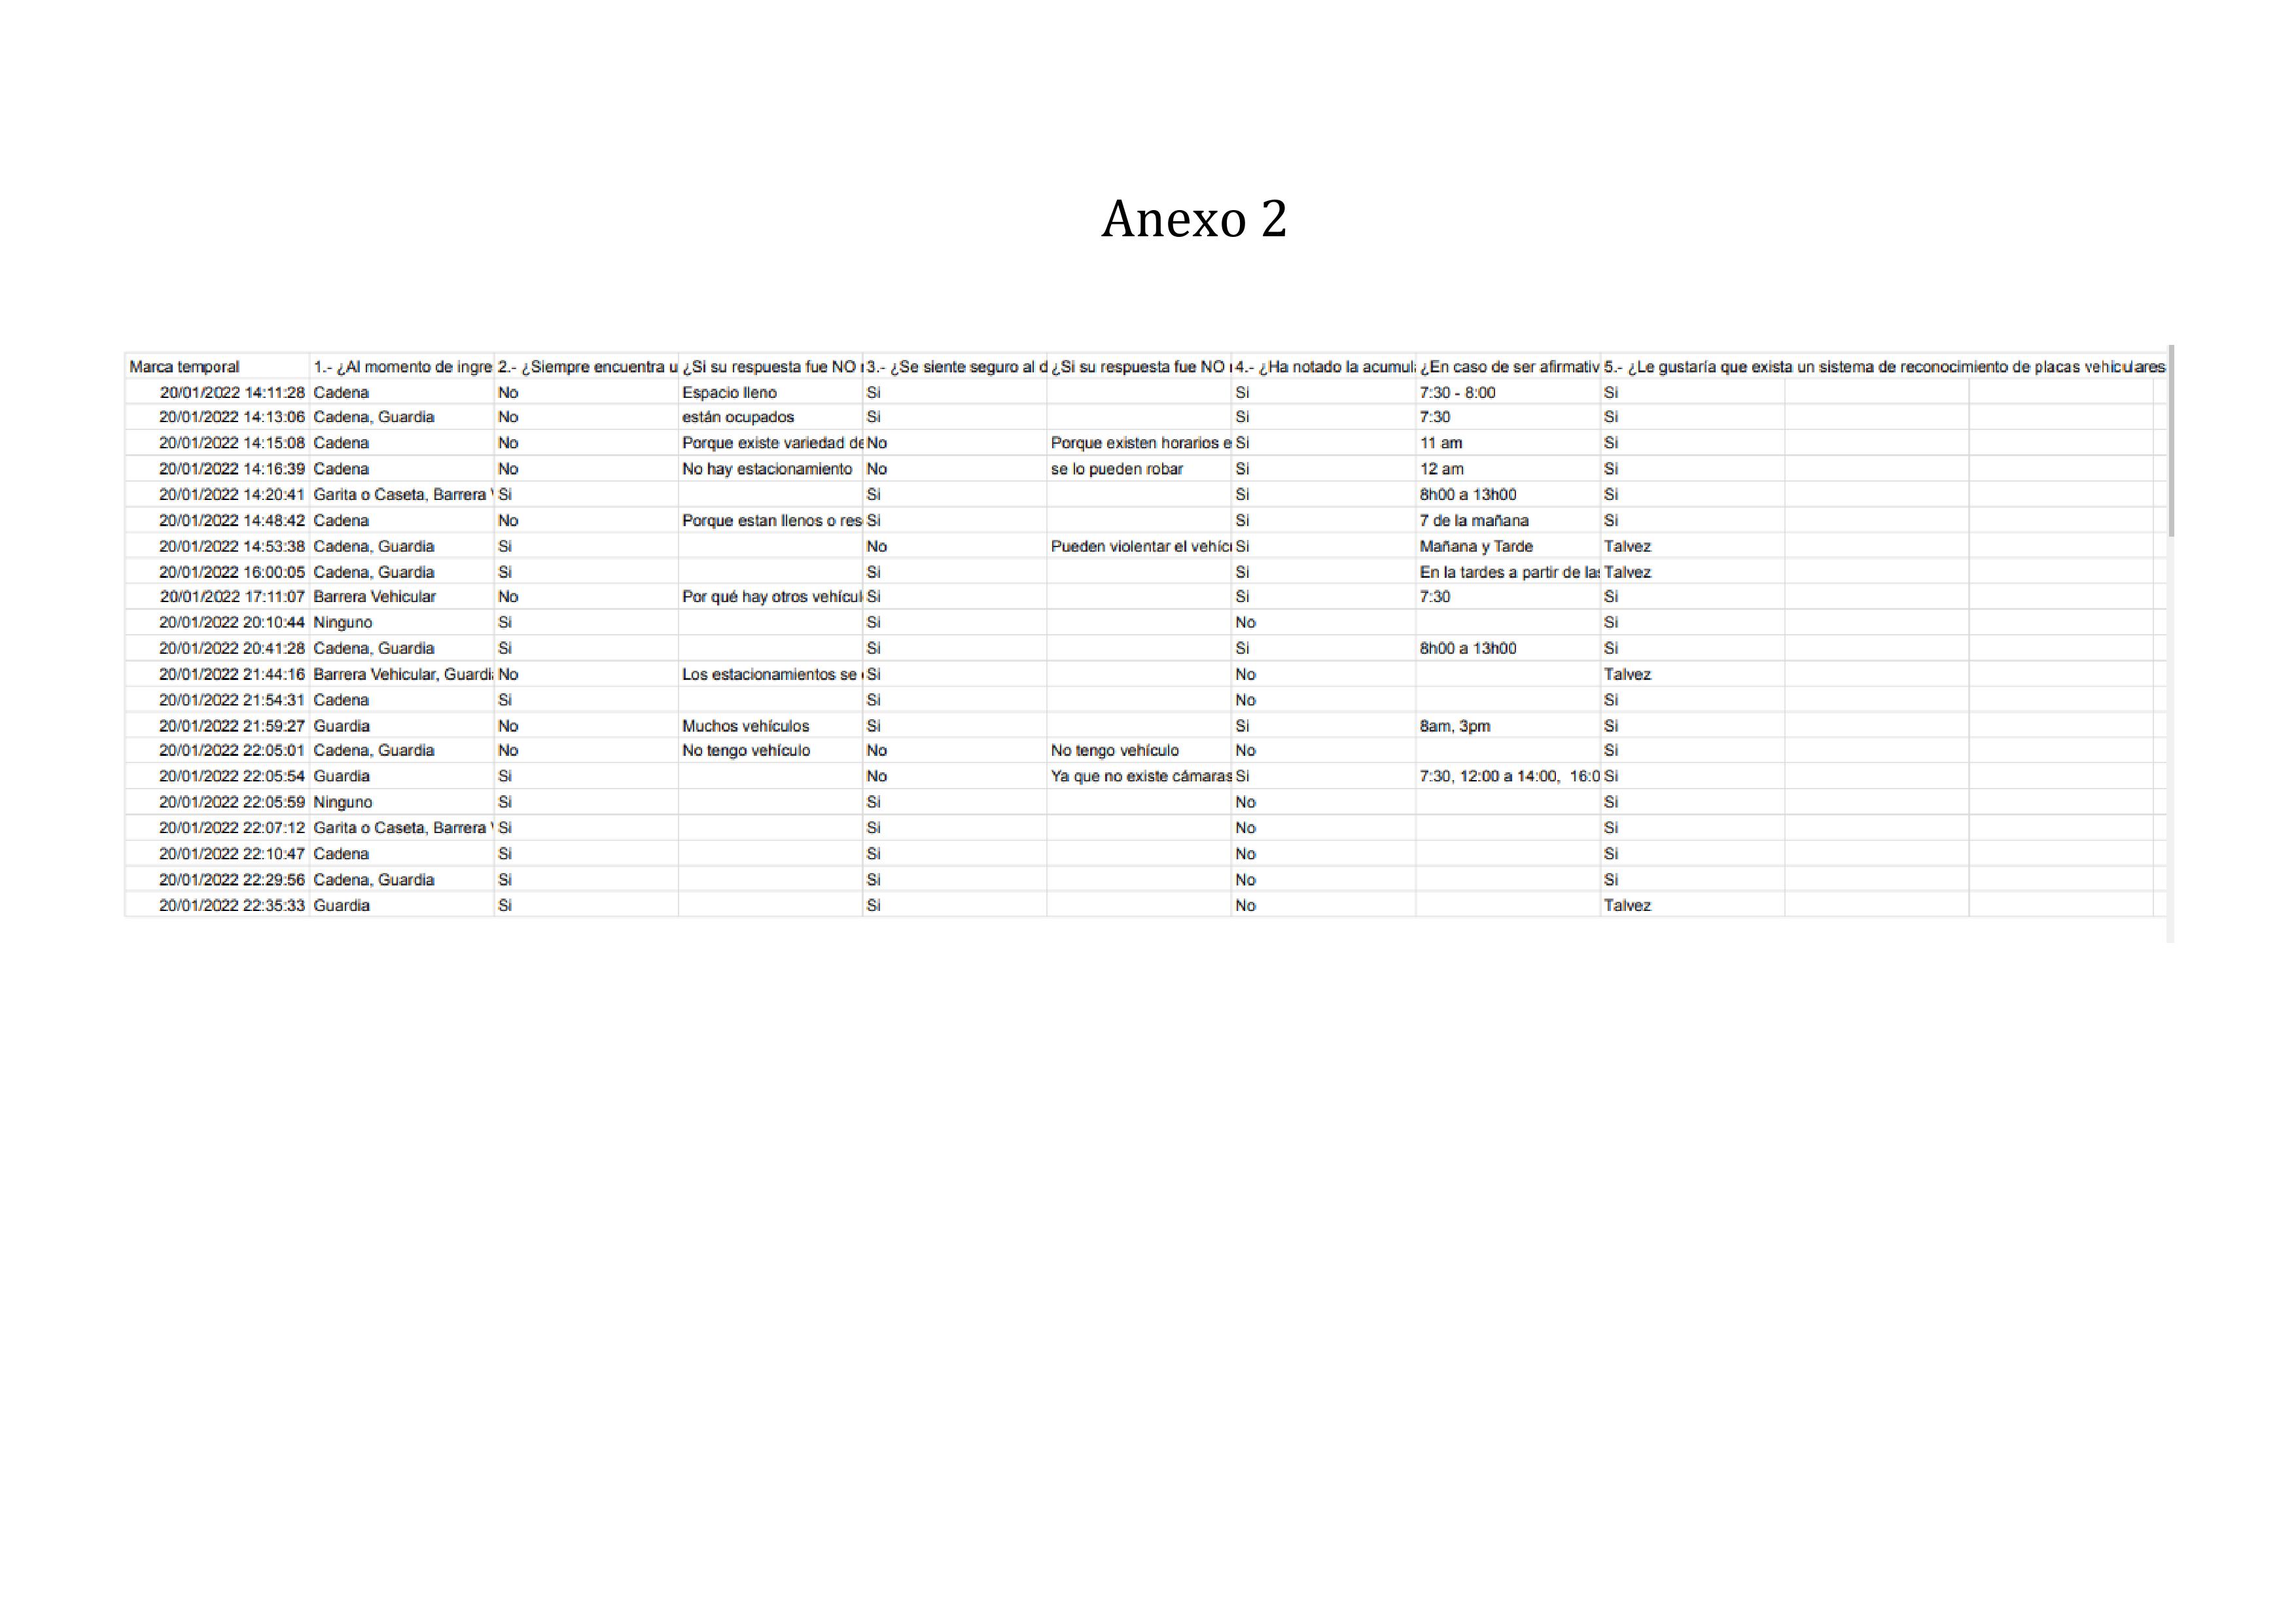 Anexo 2
Marca temporal 1.- ¿Al momento de ingre 2.- ¿Siempre encuentra u ¿Si su respuesta fue NO 3.- ¿Se siente seguro al d ¿Si su respuesta fue NO 4.- ¿Ha notado la acumul ¿En caso de ser afirmativ 5.- ¿Le gustaría que exista un sistema de reconocimiento de placas vehiculares
20/01/2022 14:11:28 Cadena No Espacio lleno Si Si 7:30 - 8:00 Si
20/01/2022 14:13:06 Cadena, Guardia No están ocupados Si Si 7:30 Si
20/01/2022 14:15:08 Cadena No Porque existe variedad de No Porque existen horarios e Si 11 am Si
20/01/2022 14:16:39 Cadena No No hay estacionamiento No se lo pueden robar Si 12 am Si
20/01/2022 14:20:41 Garita o Caseta, Barrera Si Si Si 8h00 a 13h00 Si
20/01/2022 14:48:42 Cadena No Porque estan llenos o res Si Si 7 de la mañana Si
20/01/2022 14:53:38 Cadena, Guardia Si No Pueden violentar el vehíc Si Mañana y Tarde Talvez
20/01/2022 16:00:05 Cadena, Guardia Si Si Si En la tardes a partir de las Talvez
20/01/2022 17:11:07 Barrera Vehicular No Por qué hay otros vehícul Si Si 7:30 Si
20/01/2022 20:10:44 Ninguno Si Si No Si
20/01/2022 20:41:28 Cadena, Guardia Si Si Si 8h00 a 13h00 Si
20/01/2022 21:44:16 Barrera Vehicular, Guardi No Los estacionamientos se Si No Talvez
20/01/2022 21:54:31 Cadena Si Si No Si
20/01/2022 21:59:27 Guardia No Muchos vehículos Si Si 8am, 3pm Si
20/01/2022 22:05:01 Cadena, Guardia No No tengo vehículo No No tengo vehículo No Si
20/01/2022 22:05:54 Guardia Si No Ya que no existe cámaras Si 7:30, 12:00 a 14:00, 16:0 Si
20/01/2022 22:05:59 Ninguno Si Si No Si
20/01/2022 22:07:12 Garita o Caseta, Barrera Si Si No Si
20/01/2022 22:10:47 Cadena Si Si No Si
20/01/2022 22:29:56 Cadena, Guardia Si Si No Si
20/01/2022 22:35:33 Guardia Si Si No Talvez